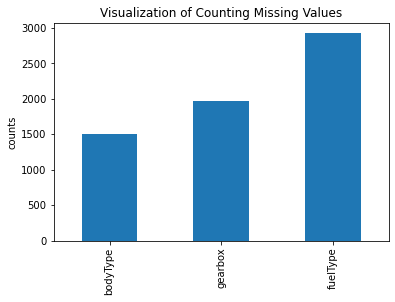 Visualization of Counting Missing Values
3000
2500
2000
1500
1000
500
0
counts
bodyType
gearbox
fuelType